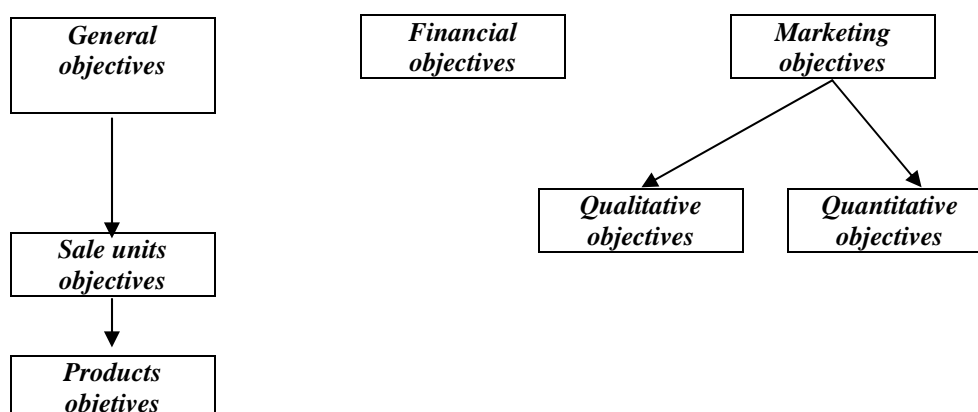 General
objectives
Financial
objectives
Marketing
objectives
Qualitative
objectives
Quantitative
objectives
Sale units
objectives
Products
objetives